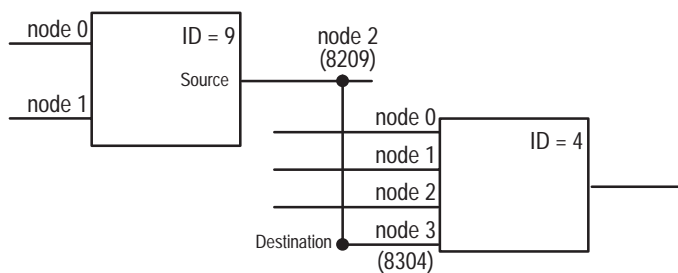 node 0
ID = 9
node 2
(8209)
Source
node 1
node 0
ID = 4
node 1
node 2
node 3
Destination
(8304)